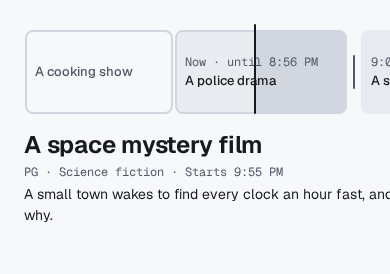 A cooking show
Now · until 8:56 PM
A police drama
9:0
A s
A space mystery film
PG · Science fiction · Starts 9:55 PM
A small town wakes to find every clock an hour fast, and
why.